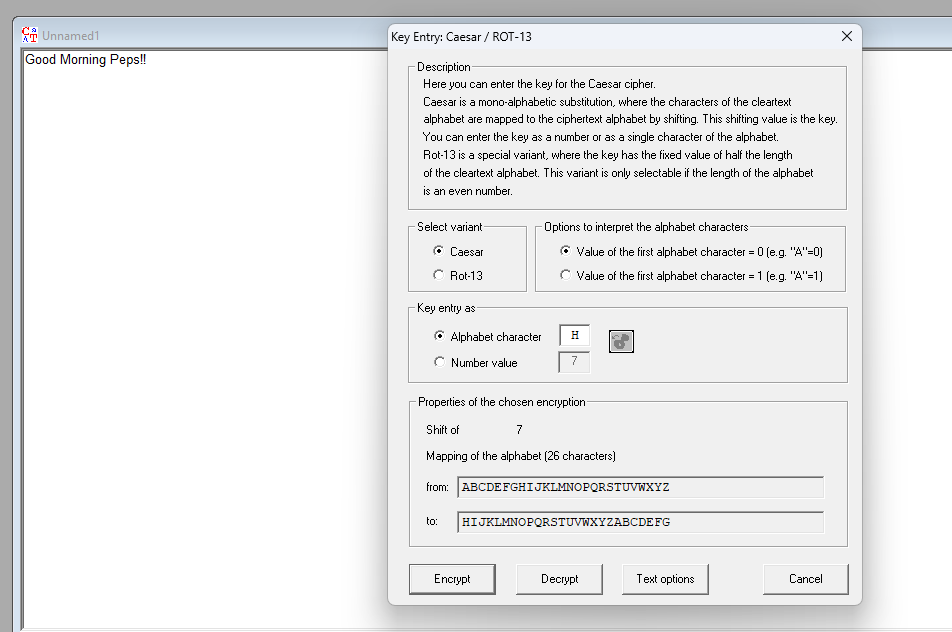 Unnamed1
Good Morning Peps!!
Key Entry: Caesar / ROT-13
Description
Here you can enter the key for the Caesar cipher.
Caesar is a mono-alphabetic substitution, where the characters of the cleartext
alphabet are mapped to the ciphertext alphabet by shifting. This shifting value is the key.
You can enter the key as a number or as a single character of the alphabet.
Rot-13 is a special variant, where the key has the fixed value of half the length
of the cleartext alphabet. This variant is only selectable if the length of the alphabet
is an even number.
Select variant
Caesar
Rot-13
Options to interpret the alphabet characters
Value of the first alphabet character = 0 (e.g. "A"=0)
Value of the first alphabet character = 1 (e.g. "A"=1)
Key entry as
Alphabet character H
Number value 7
Properties of the chosen encryption
Shift of 7
Mapping of the alphabet (26 characters)
from: ABCDEFGHIJKLMNOPQRSTUVWXYZ
to: HIJKLMNOPQRSTUVWXYZABCDEFG
Encrypt Decrypt Text options Cancel